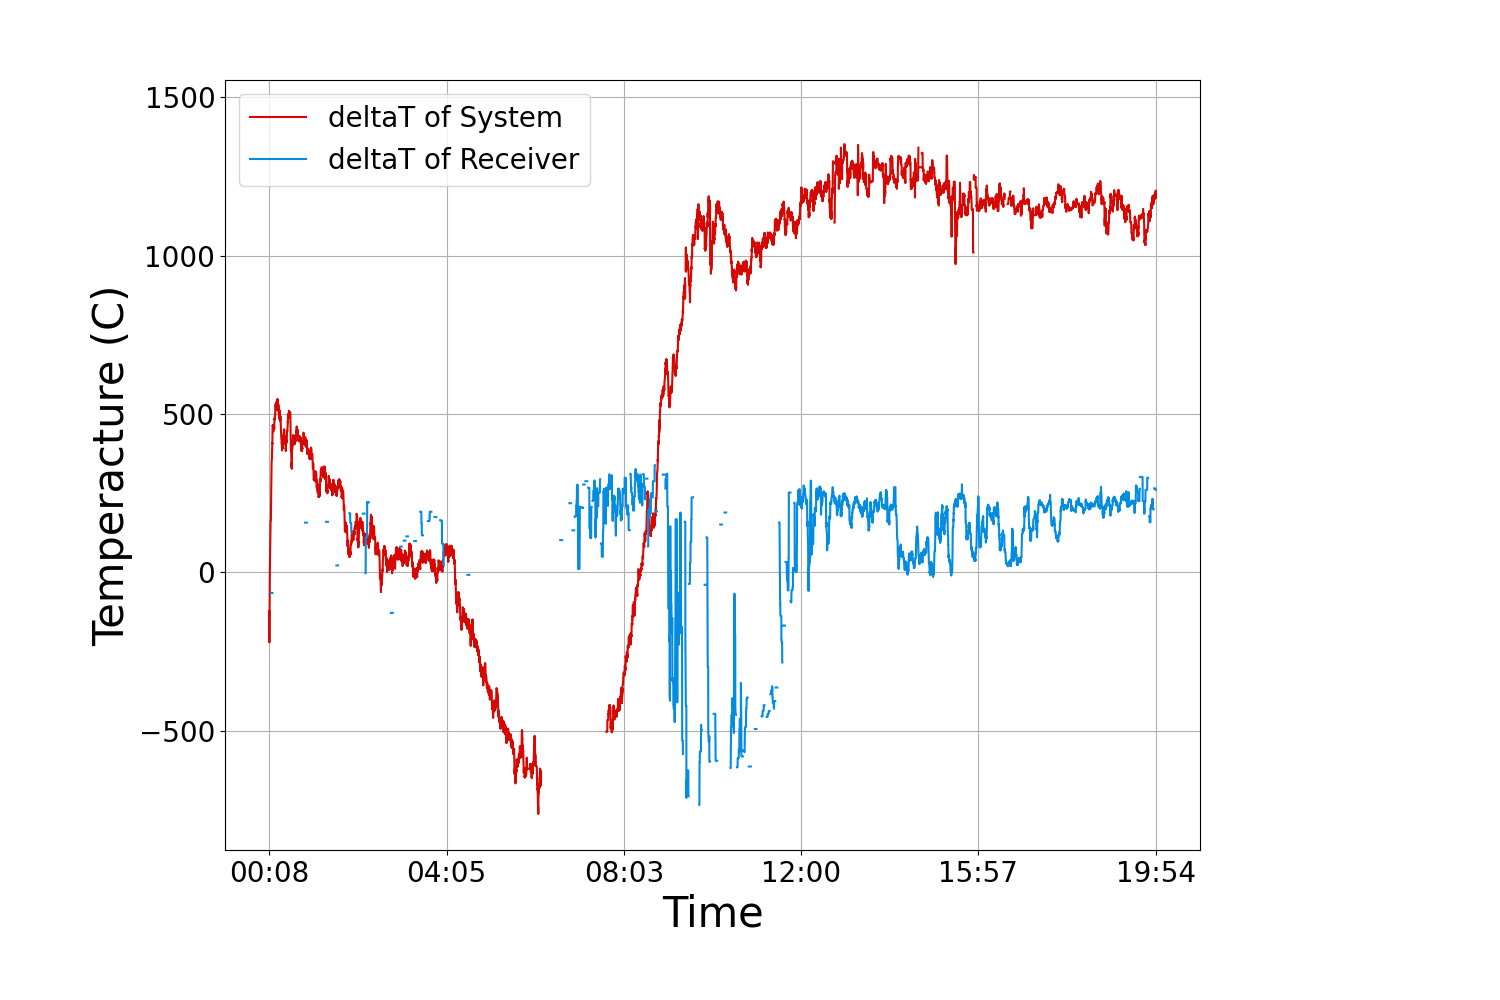 deltaT of System
deltaT of Receiver
1500
1000
500
0
−500
Temperacture (C)
00:08 04:05 08:03 12:00 15:57 19:54
Time